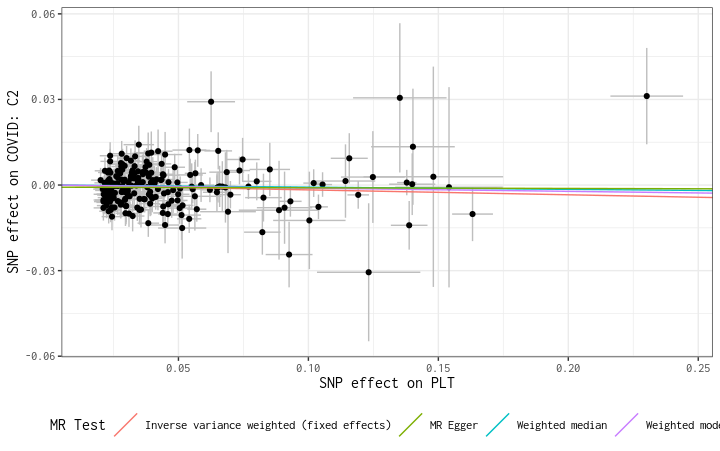 0.06
0.03
0.00
-0.03
-0.06
SNP effect on COVID: C2
0.05
0.10
0.15
0.20
0.25
SNP effect on PLT
MR Test
Inverse variance weighted (fixed effects)
MR Egger
Weighted median
Weighted mode